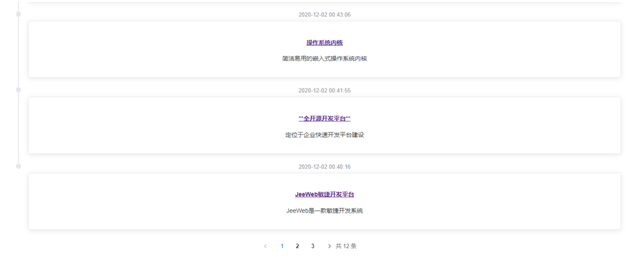 2020-12-02 00:43:06
操作系统内核
简洁易用的嵌入式操作系统内核
2020-12-02 00:41:55
**全开源开发平台**
定位于企业快速开发平台建设
2020-12-02 00:40:16
JeeWeb敏捷开发平台
JeeWeb是一款敏捷开发系统
< 1 2 3 > 共 12 条